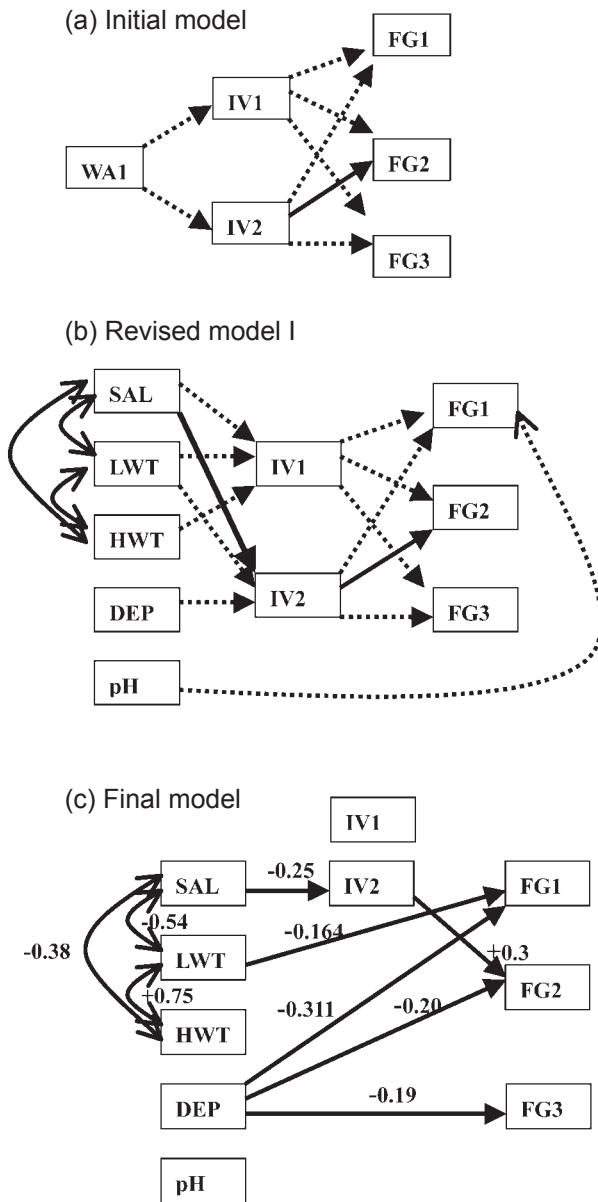 (a) Initial model
FG1
IV1
WA1
FG2
IV2
FG3
(b) Revised model I
SAL
FG1
LWT
IV1
FG2
HWT
DEP
IV2
FG3
pH
(c) Final model
IV1
-0.25
SAL
IV2
FG1
-0.54
-0.164
-0.38
LWT
+0.3
+0.75
FG2
-0.311
-0.20
HWT
DEP
-0.19
FG3
pH